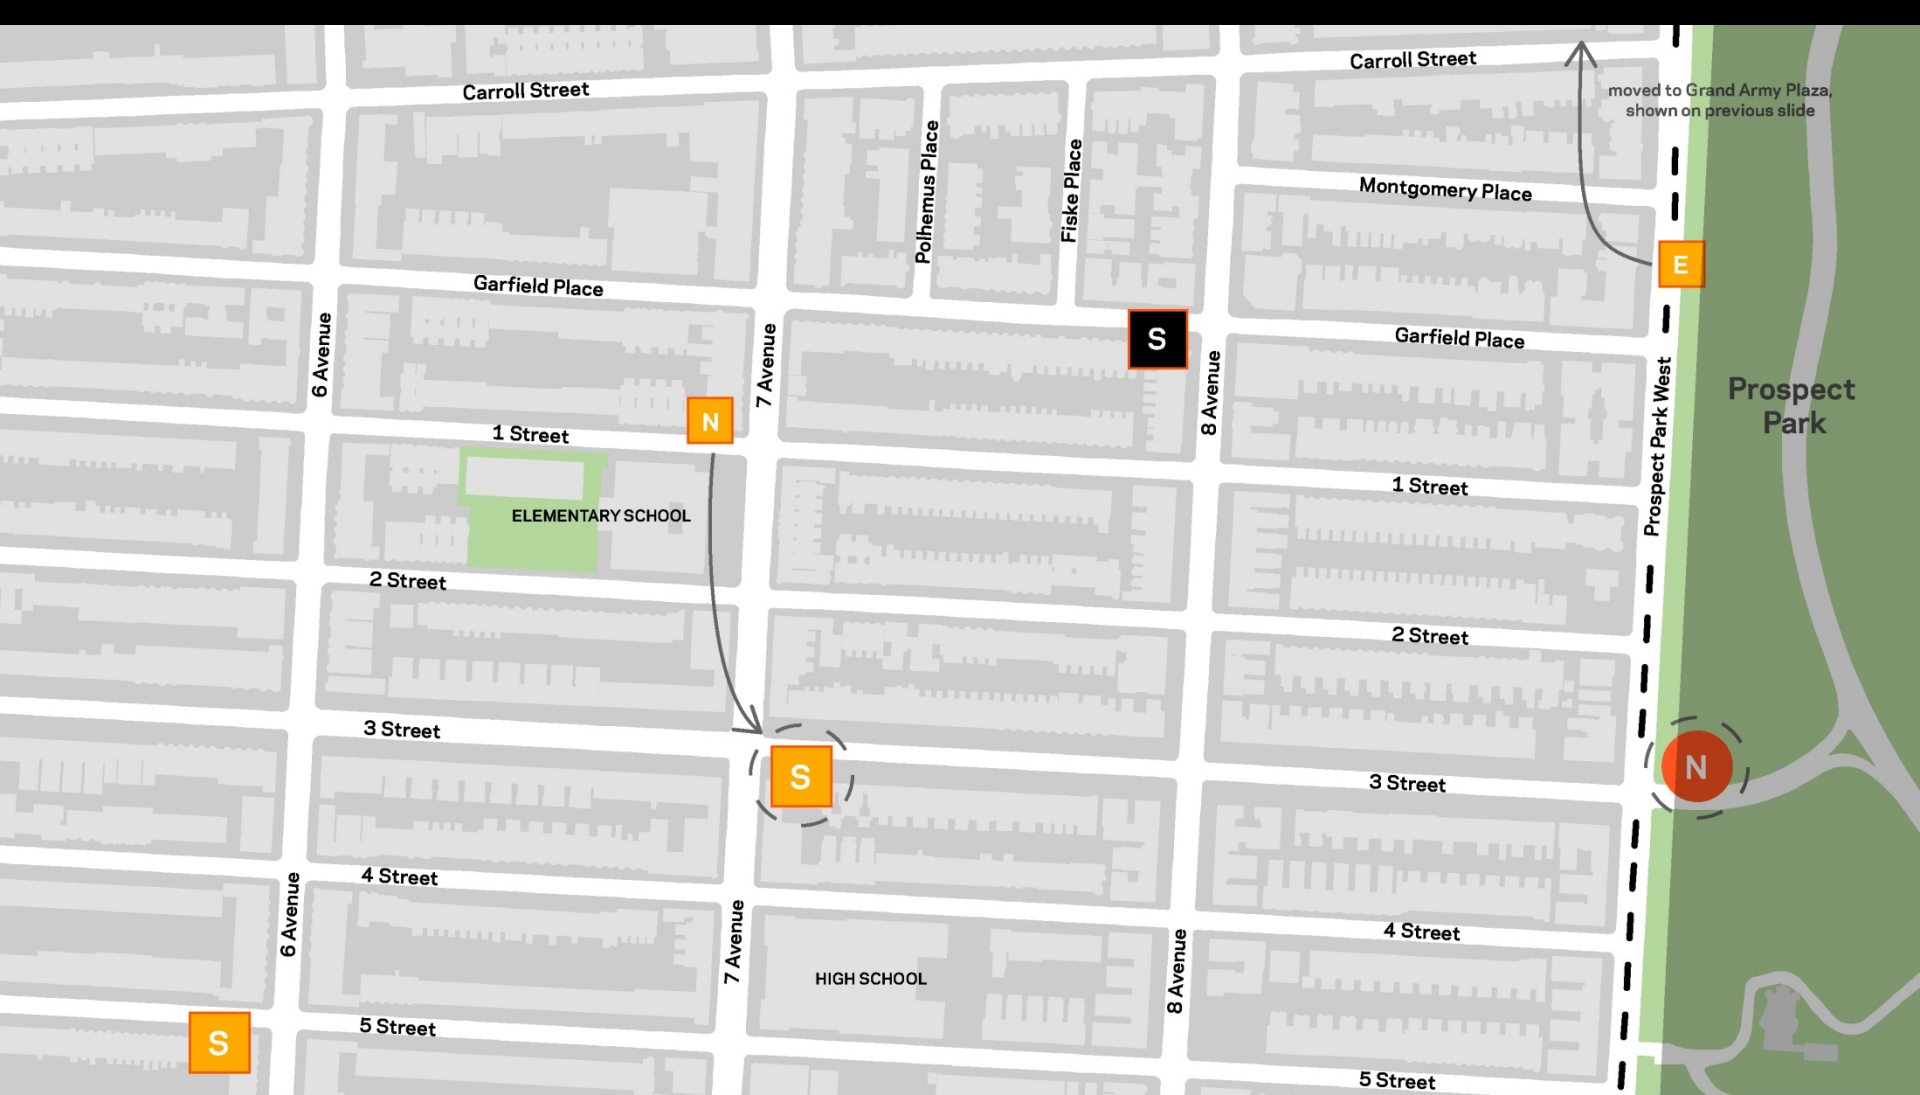 Carroll Street
Carroll Street
moved to Grand Army Plaza,
shown on previous slide
Polhemus Place
Fiske Place
Montgomery Place
E
Garfield Place
6 Avenue
7 Avenue
S
8 Avenue
Garfield Place
Prospect Park West
Prospect
Park
N
1 Street
1 Street
ELEMENTARY SCHOOL
2 Street
2 Street
3 Street
S
3 Street
N
4 Street
6 Avenue
7 Avenue
8 Avenue
4 Street
HIGH SCHOOL
S
5 Street
5 Street